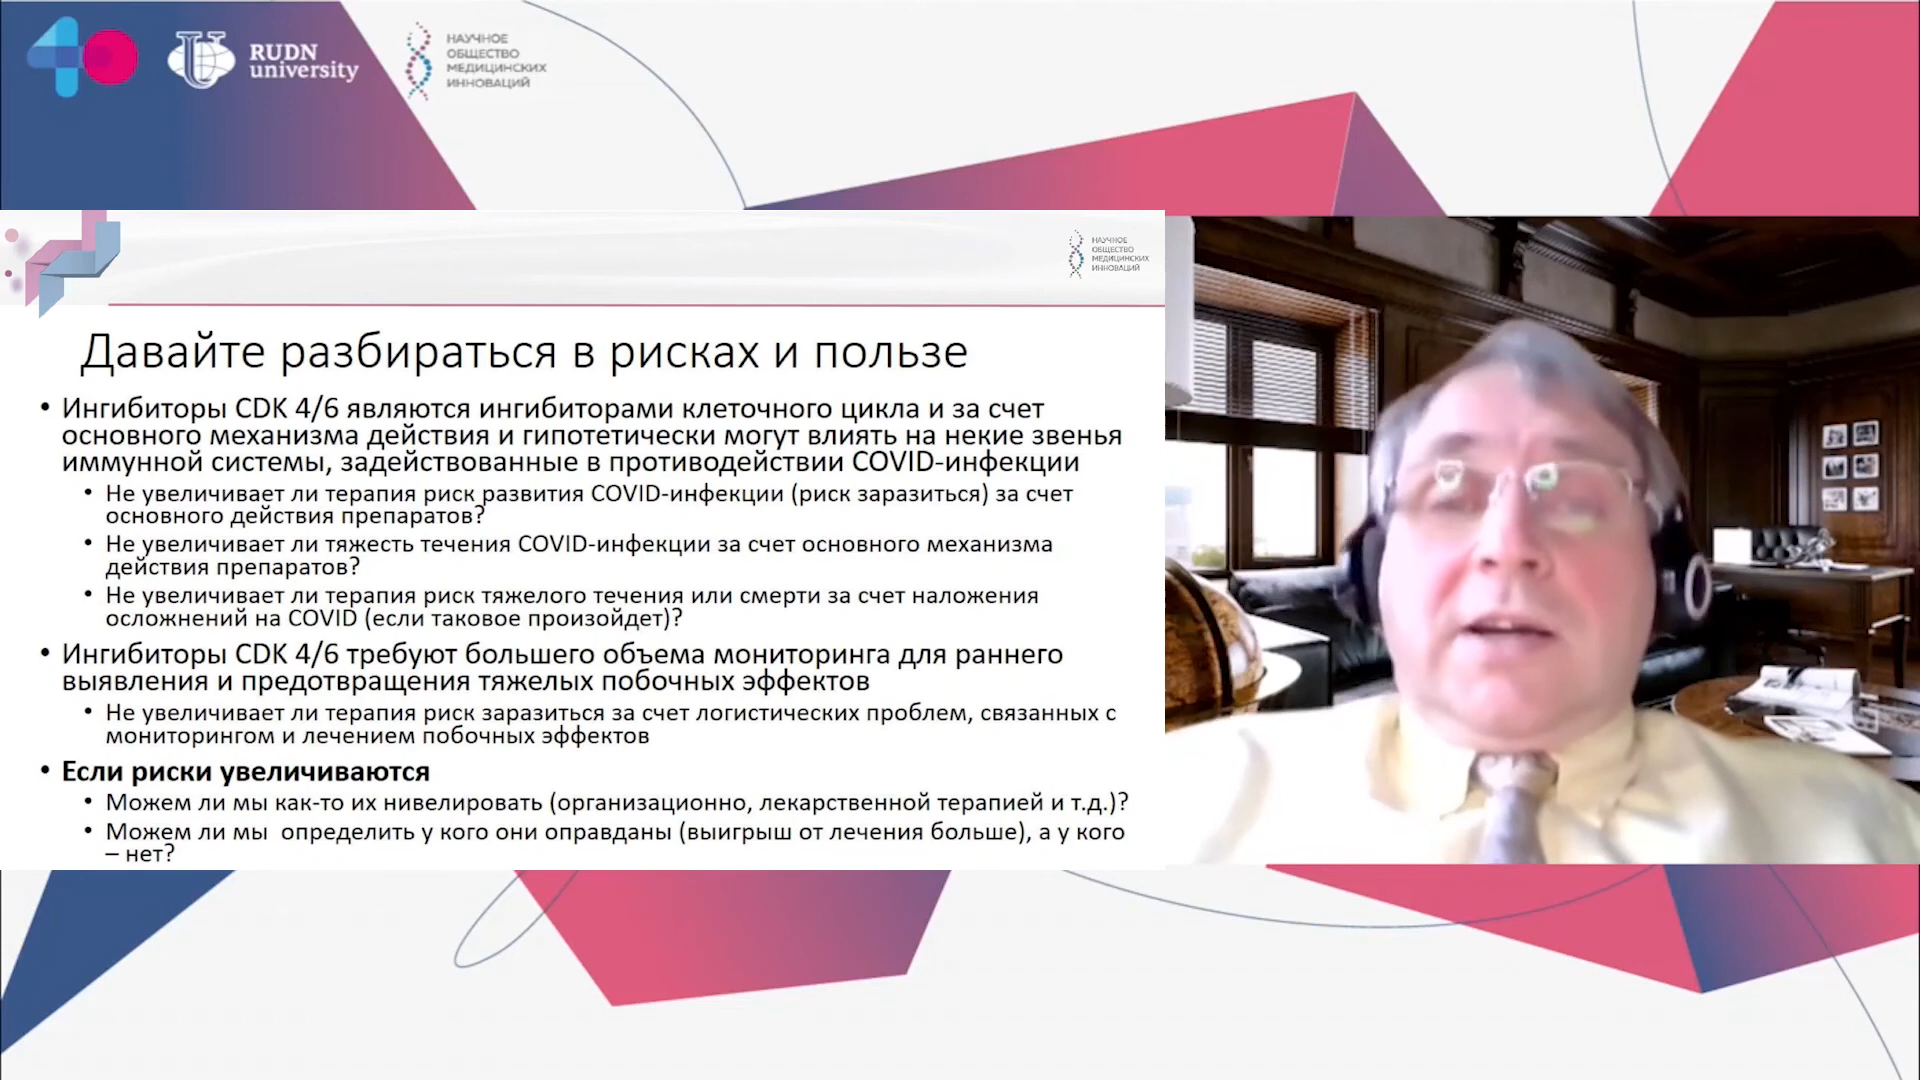 RUDN
university
НАУЧНОЕ
ОБЩЕСТВО
МЕДИЦИНСКИХ
ИННОВАЦИЙ
НАУЧНОЕ
ОБЩЕСТВО
МЕДИЦИНСКИХ
ИННОВАЦИЙ
Давайте разбираться в рисках и пользе
• Ингибиторы CDK 4/6 являются ингибиторами клеточного цикла и за счет
основного механизма действия и гипотетически могут влиять на некие звенья
иммунной системы, задействованные в противодействии COVID-инфекции
• Не увеличивает ли терапия риск развития COVID-инфекции (риск заразиться) за счет
основного действия препаратов?
• Не увеличивает ли тяжесть течения COVID-инфекции за счет основного механизма
действия препаратов?
• Не увеличивает ли терапия риск тяжелого течения или смерти за счет наложения
осложнений на COVID (если таковое произойдет)?
• Ингибиторы CDK 4/6 требуют большего объема мониторинга для раннего
выявления и предотвращения тяжелых побочных эффектов
• Не увеличивает ли терапия риск заразиться за счет логистических проблем, связанных с
мониторингом и лечением побочных эффектов
• Если риски увеличиваются
• Можем ли мы как-то их нивелировать (организационно, лекарственной терапией и т.д.)?
• Можем ли мы  определить у кого они оправданы (выигрыш от лечения больше), а у кого
– нет?